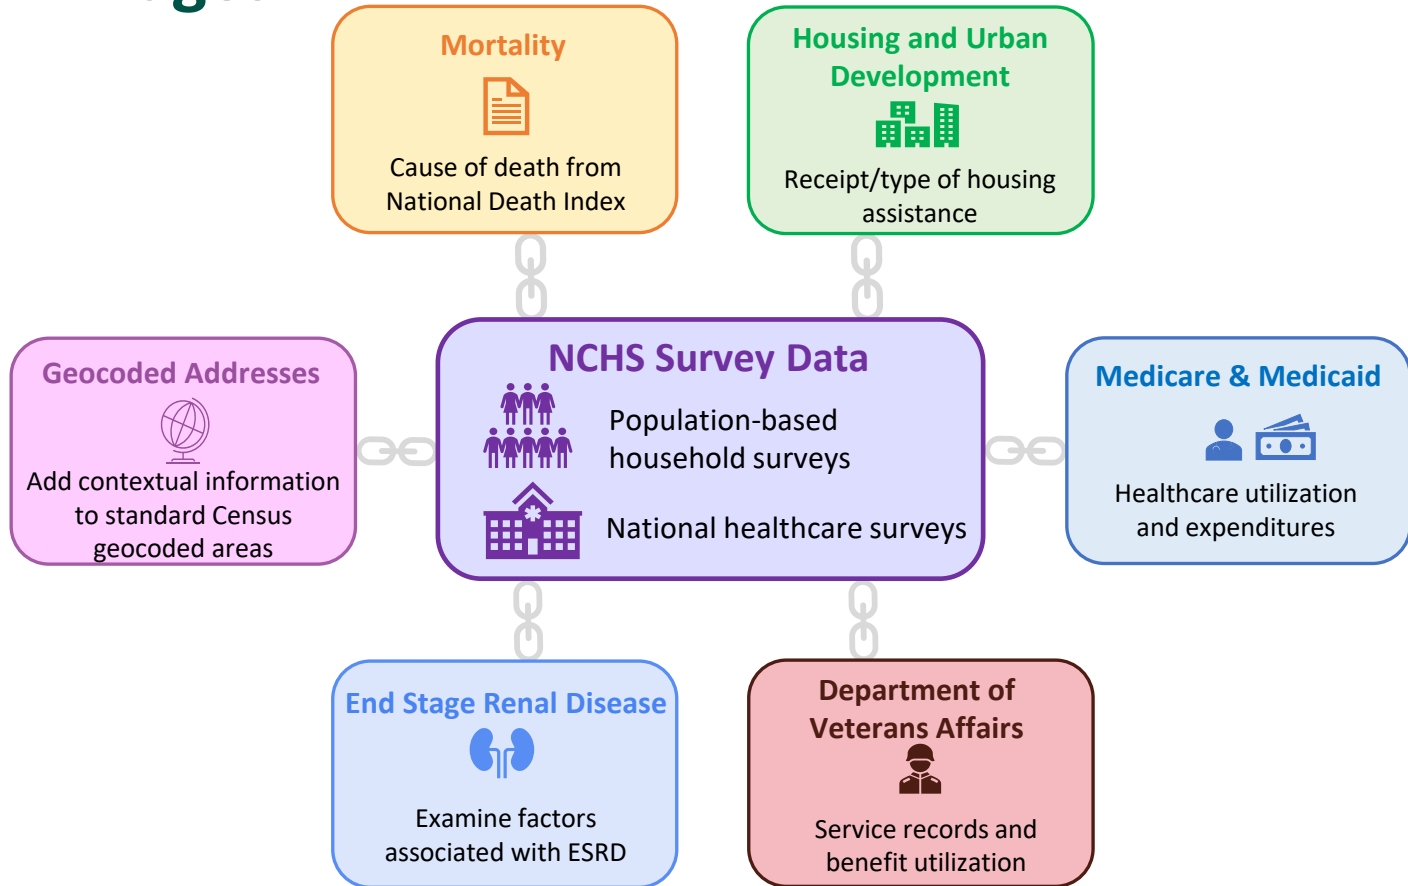 Mortality
Cause of death from
National Death Index
Housing and Urban
Development
Receipt/type of housing
assistance
Geocoded Addresses
Add contextual information
to standard Census
geocoded areas
NCHS Survey Data
Population-based
household surveys
National healthcare surveys
Medicare & Medicaid
Healthcare utilization
and expenditures
End Stage Renal Disease
Examine factors
associated with ESRD
Department of
Veterans Affairs
Service records and
benefit utilization